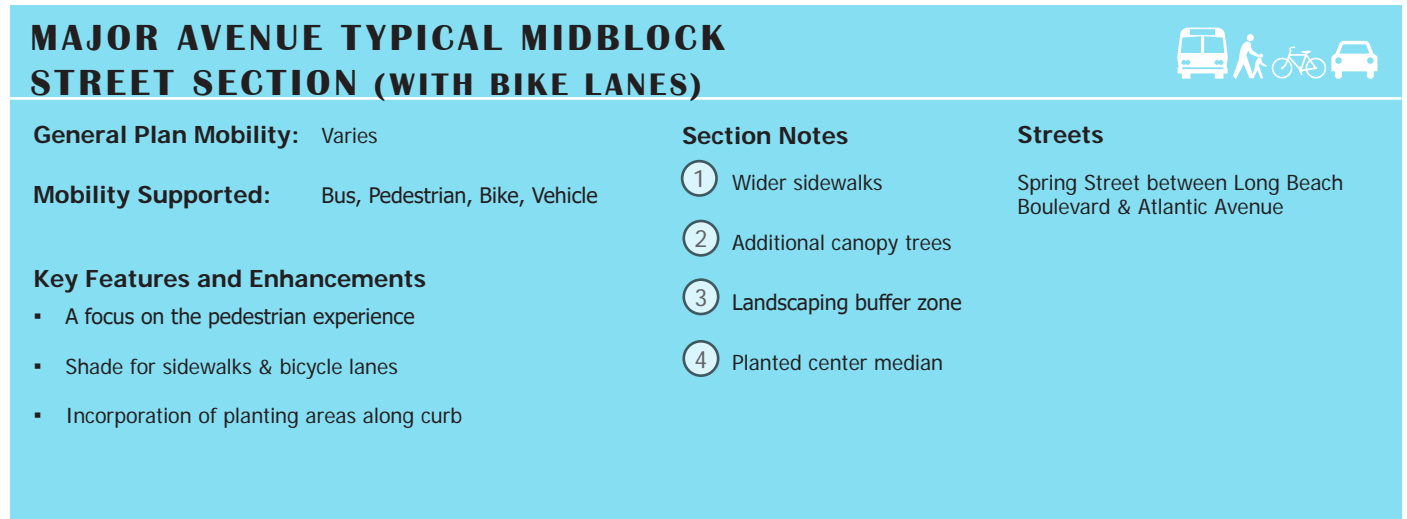 MAJOR AVENUE TYPICAL MIDBLOCK
STREET SECTION (WITH BIKE LANES)
General Plan Mobility: Varies
Mobility Supported: Bus, Pedestrian, Bike, Vehicle
Key Features and Enhancements
▪ A focus on the pedestrian experience
▪ Shade for sidewalks & bicycle lanes
▪ Incorporation of planting areas along curb
Section Notes
1 Wider sidewalks
2 Additional canopy trees
3 Landscaping buffer zone
4 Planted center median
Streets
Spring Street between Long Beach
Boulevard & Atlantic Avenue